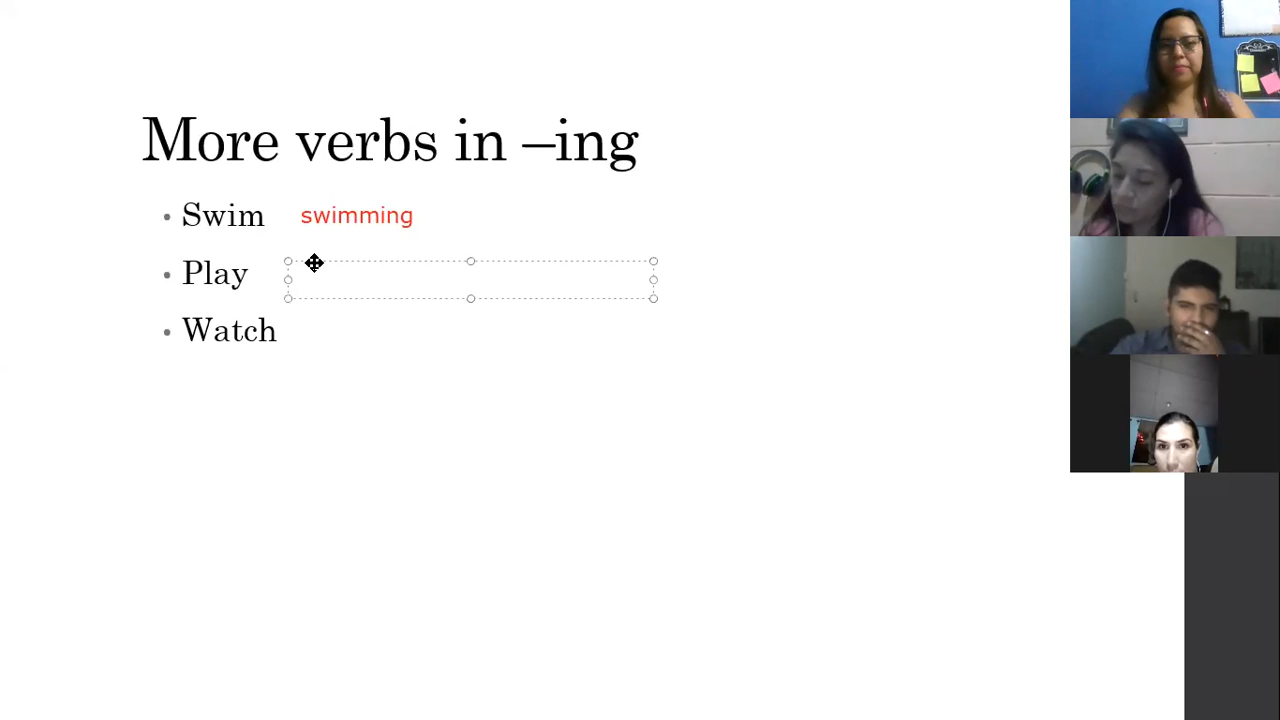 More verbs in –ing
• Swim swimming
• Play
• Watch